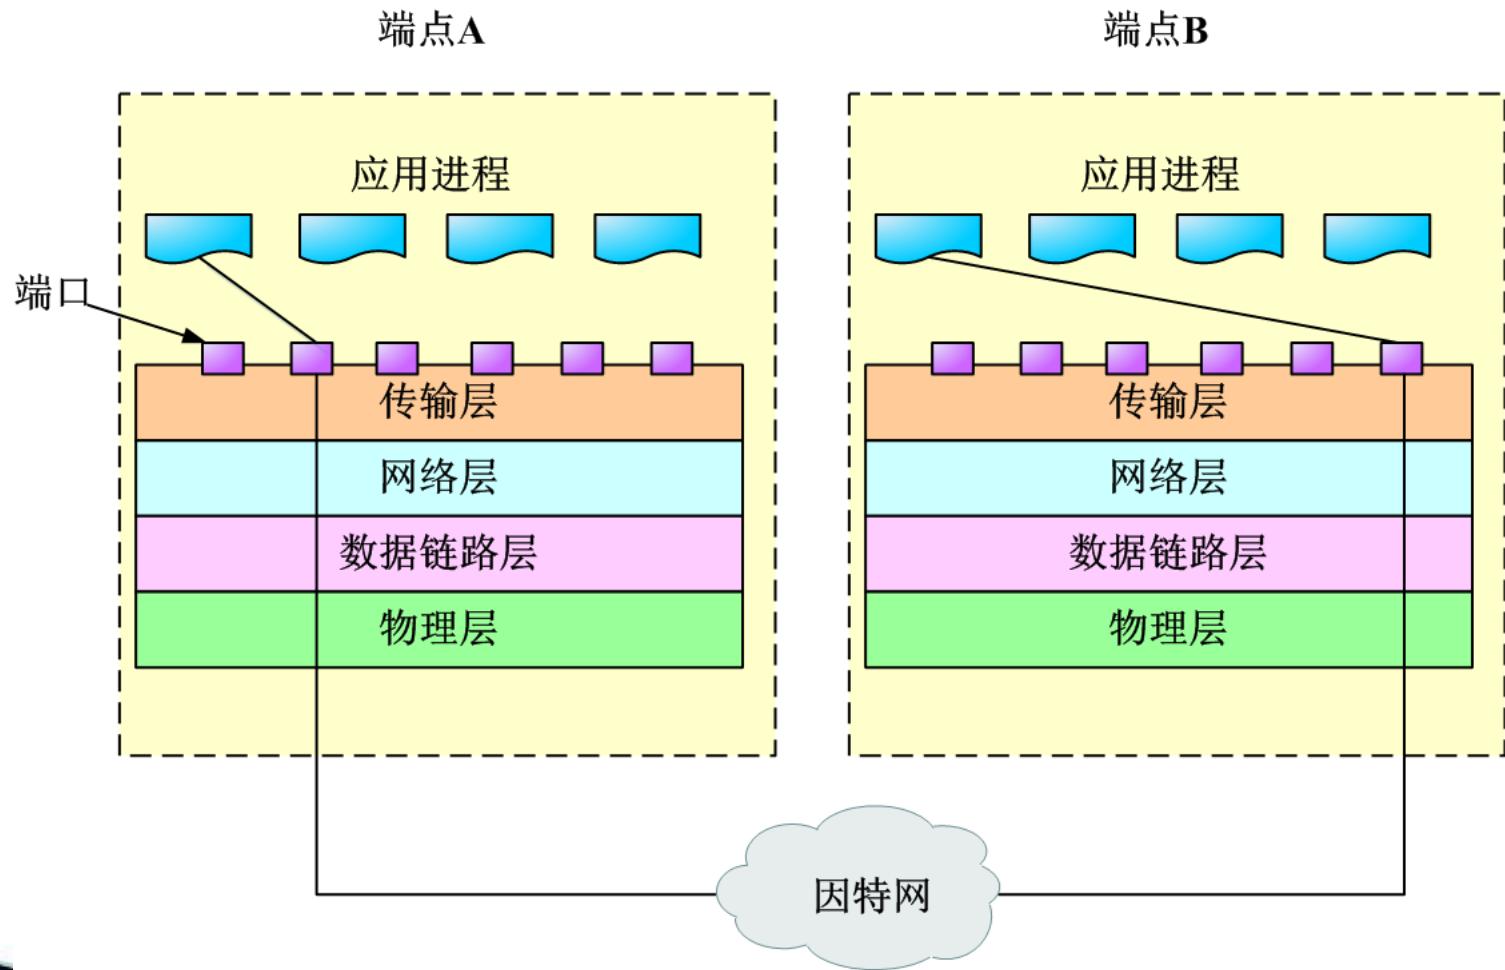 端点A
端点B
应用进程
应用进程
端口
传输层
传输层
网络层
网络层
数据链路层
数据链路层
物理层
物理层
因特网